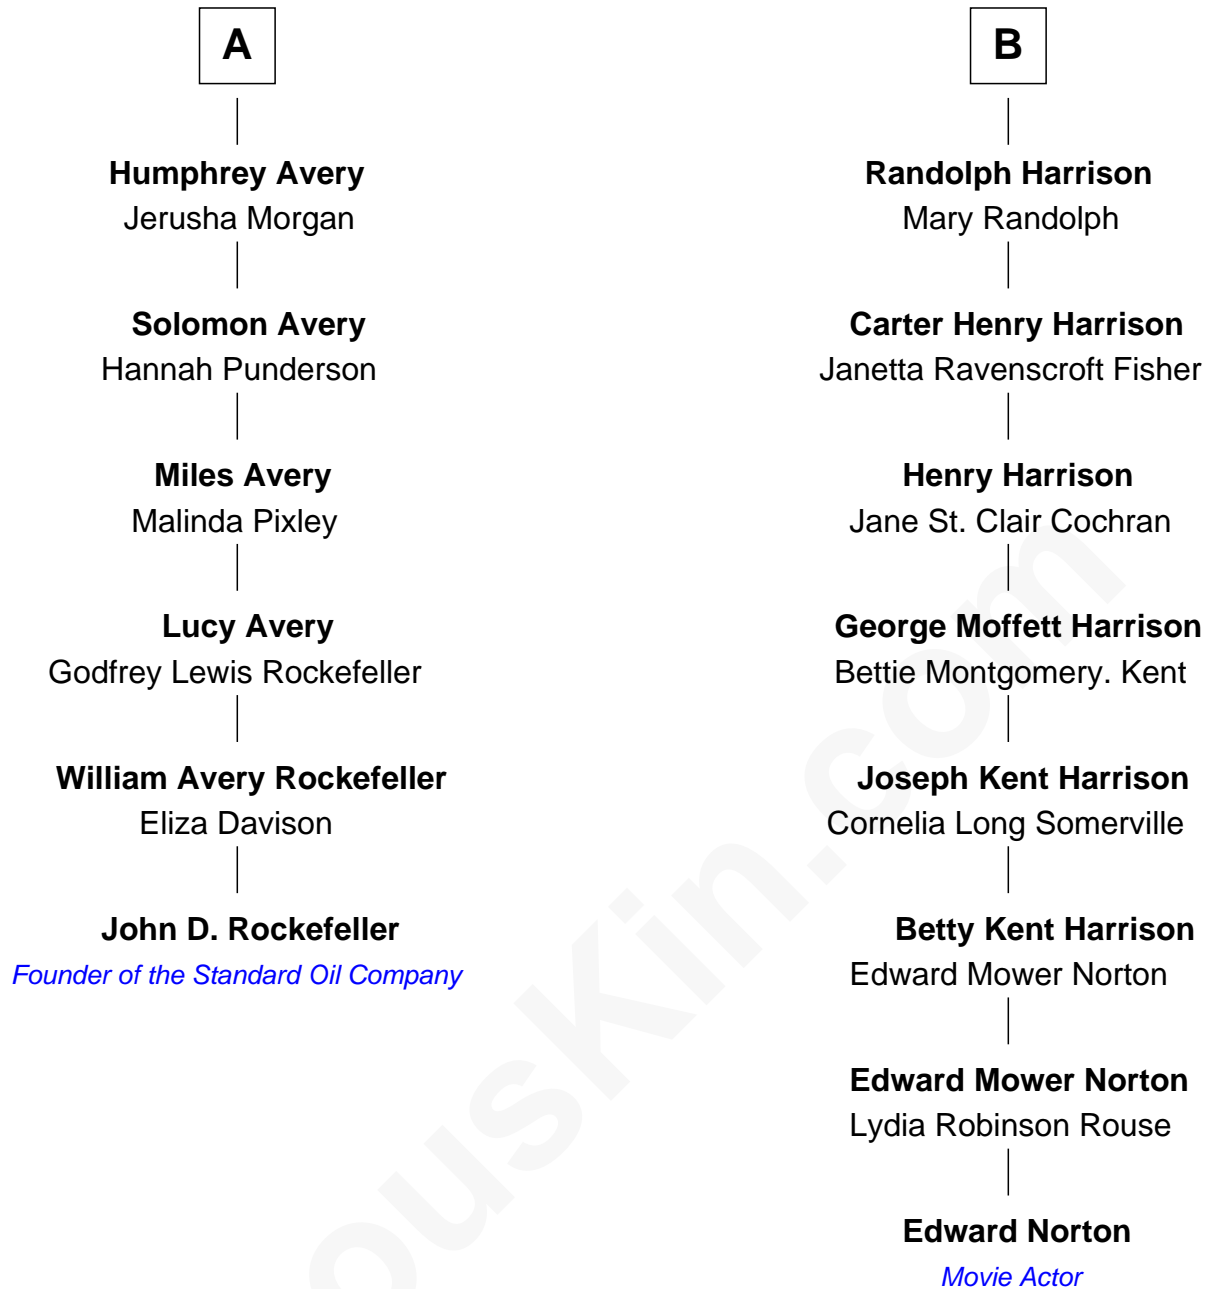 A
Humphrey Avery
Jerusha Morgan
Solomon Avery
Hannah Punderson
Miles Avery
Malinda Pixley
Lucy Avery
Godfrey Lewis Rockefeller
William Avery Rockefeller
Eliza Davison
John D. Rockefeller
Founder of the Standard Oil Company
B
Randolph Harrison
Mary Randolph
Carter Henry Harrison
Janetta Ravenscroft Fisher
Henry Harrison
Jane St. Clair Cochran
George Moffett Harrison
Bettie Montgomery. Kent
Joseph Kent Harrison
Cornelia Long Somerville
Betty Kent Harrison
Edward Mower Norton
Edward Mower Norton
Lydia Robinson Rouse
Edward Norton
Movie Actor
ousKin.com